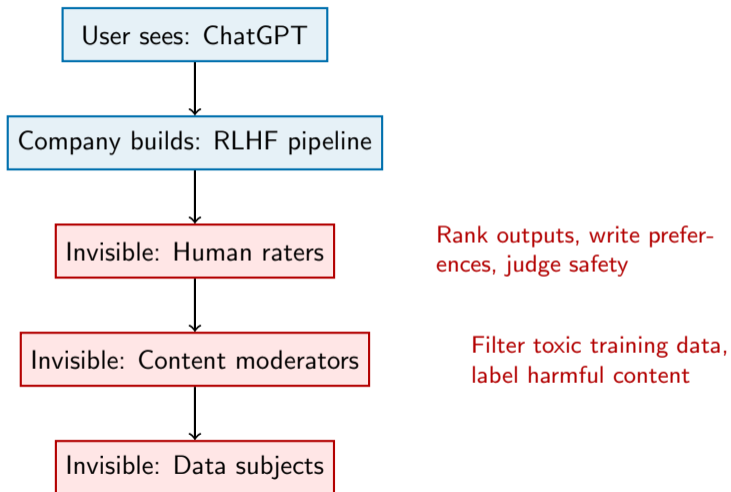 User sees: ChatGPT
Company builds: RLHF pipeline
Invisible: Human raters
Rank outputs, write prefer-
ences, judge safety
Invisible: Content moderators
Filter toxic training data,
label harmful content
Invisible: Data subjects